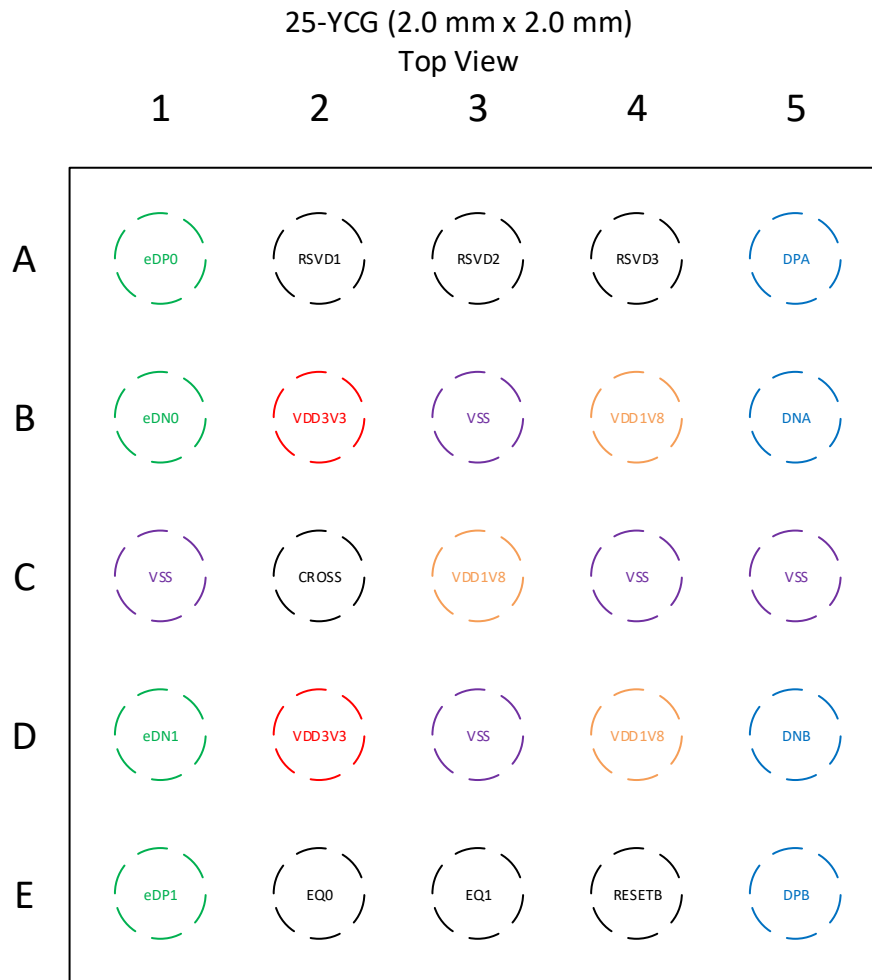 25-YCG (2.0 mm x 2.0 mm)
Top View
1 2 3 4 5
A eDP0 RSVD1 RSVD2 RSVD3 DPA
B eDN0 VDD3V3 VSS VDD1V8 DNA
C VSS CROSS VDD1V8 VSS VSS
D eDN1 VDD3V3 VSS VDD1V8 DNB
E eDP1 EQ0 EQ1 RESETB DPB